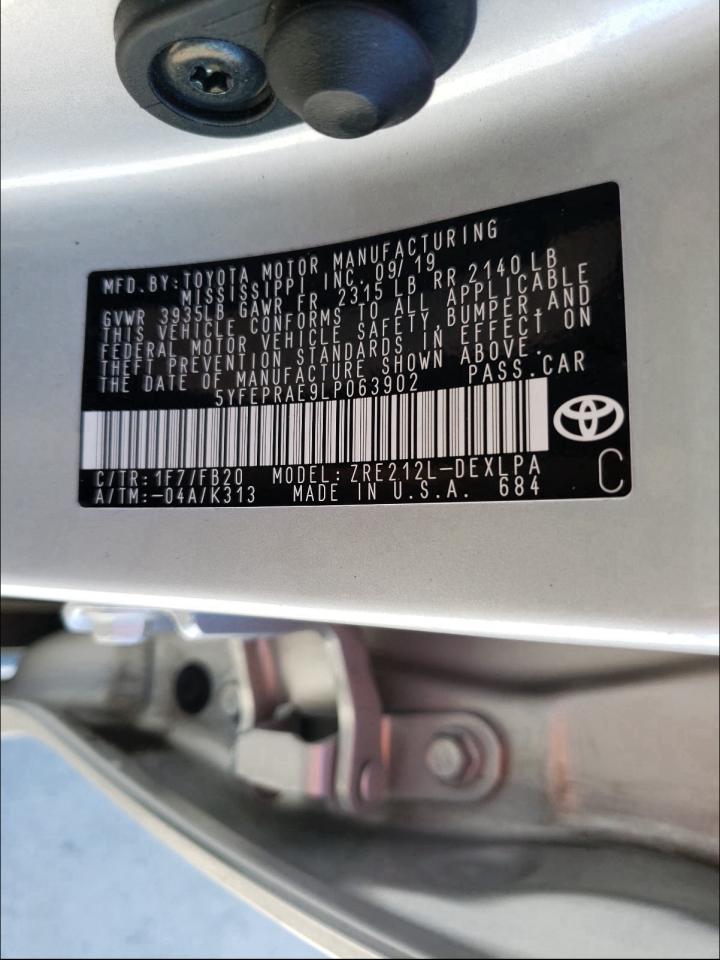 MFD. BY: TOYOTA MOTOR MANUFACTURING
MISSISSIPPI INC. 09/19
GVWR 3935LB GAWR FR 2315 LB RR 2140 LB
THIS VEHICLE CONFORMS TO ALL APPLICABLE
FEDERAL MOTOR VEHICLE SAFETY, BUMPER, AND
THEFT PREVENTION STANDARDS IN EFFECT ON
THE DATE OF MANUFACTURE SHOWN ABOVE.
5YFEPRAE9LP063902 PASS. CAR
C/TR: 1F7/FB20 MODEL: ZRE212L-DEXLPA
A/TM:-04A/K313 MADE IN U.S.A. 684 C